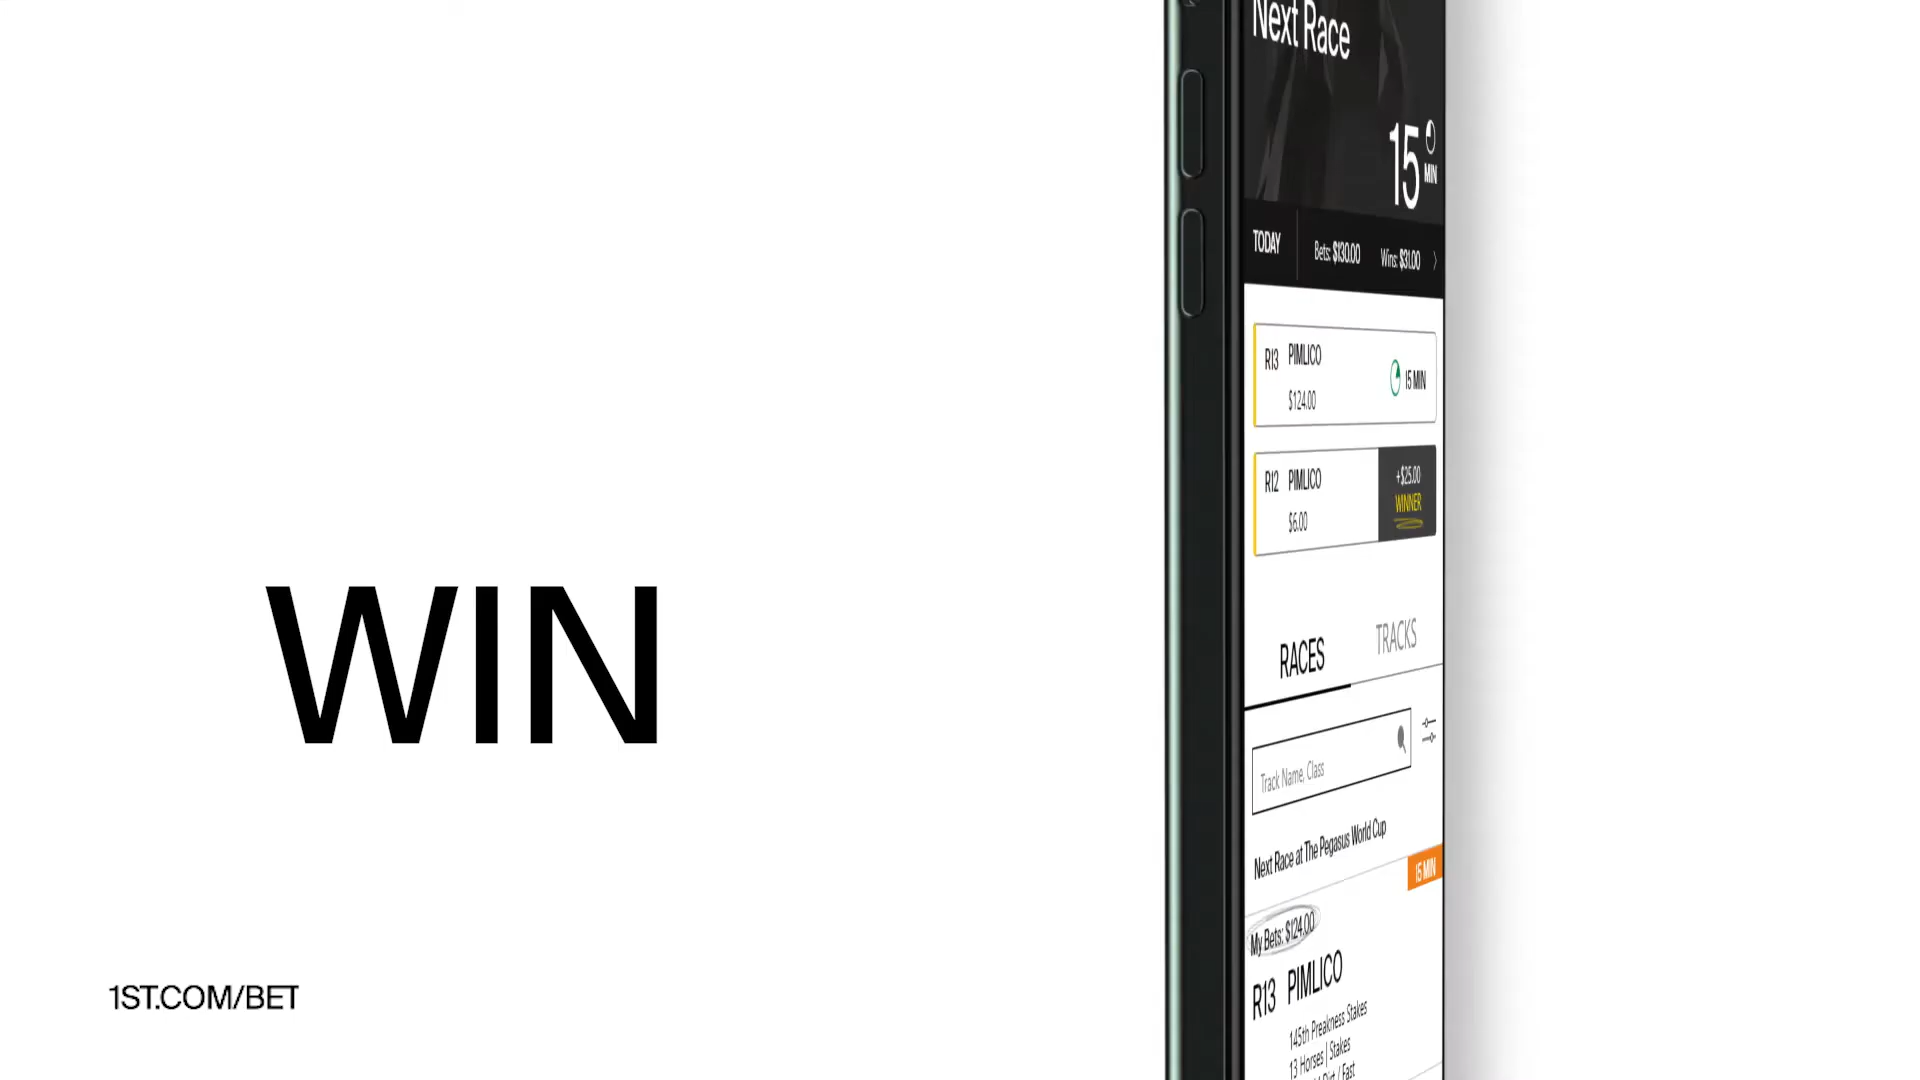 Next Race
15
MIN
TODAY Bets: $130.00 Wins: $31.00
R13 PIMLICO
15 MIN
$124.00
R12 PIMLICO
+$25.00
WINNER
$6.00
RACES TRACKS
Track Name, Class
Next Race at The Pegasus World Cup
15 MIN
My Bets: $124.00
R13 PIMLICO
145th Preakness Stakes
13 Horses | Stakes
Dirt / Fast
WIN
1ST.COM/BET